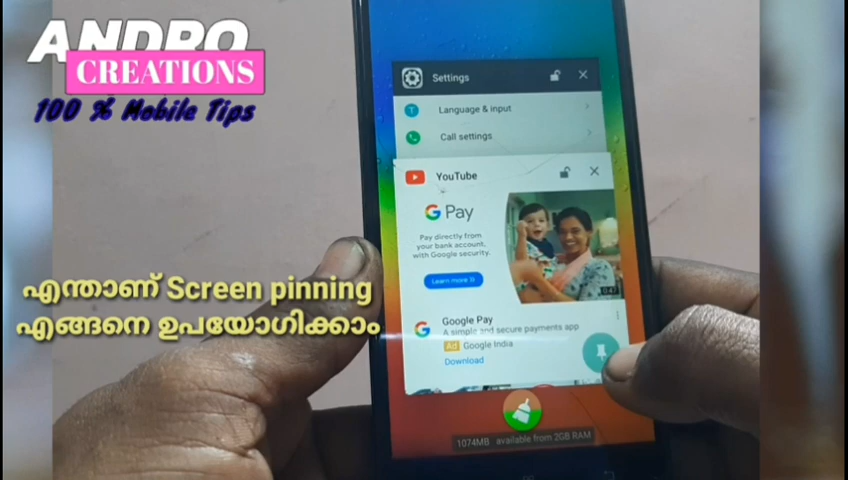 ANDRO
CREATIONS
100 % Mobile Tips
Settings
Language & input
Call settings
YouTube
G Pay
Pay directly from
your bank account,
with Google security.
Learn more
0:47
എന്താണ് Screen pinning
എങ്ങനെ ഉപയോഗിക്കാം
Google Pay
A simple and secure payments app
Ad Google India
Download
1074MB available from 2GB RAM